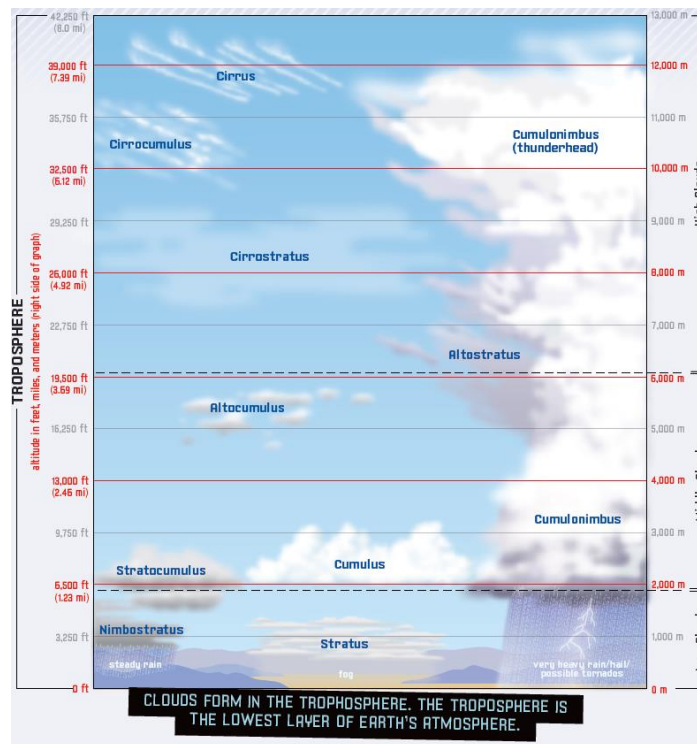 42,250 ft
(8.0 mi)
39,000 ft
(7.39 mi)
35,750 ft
32,500 ft
(6.12 mi)
29,250 ft
26,000 ft
(4.92 mi)
22,750 ft
19,500 ft
(3.69 mi)
16,250 ft
13,000 ft
(2.46 mi)
9,750 ft
6,500 ft
(1.23 mi)
3,250 ft
0 ft
TROPOSPHERE
altitude in feet, miles, and meters (right side of graph)
Cirrus
Cirrocumulus
Cumulonimbus
(thunderhead)
Cirrostratus
Altostratus
Altocumulus
Cumulonimbus
Stratocumulus
Cumulus
Nimbostratus
Stratus
steady rain
fog
very heavy rain/hail/
possible tornades
13,000 m
12,000 m
11,000 m
10,000 m
9,000 m
8,000 m
7,000 m
6,000 m
5,000 m
4,000 m
3,000 m
2,000 m
1,000 m
0 m
CLOUDS FORM IN THE TROPHOSPHERE. THE TROPOSPHERE IS
THE LOWEST LAYER OF EARTH'S ATMOSPHERE.